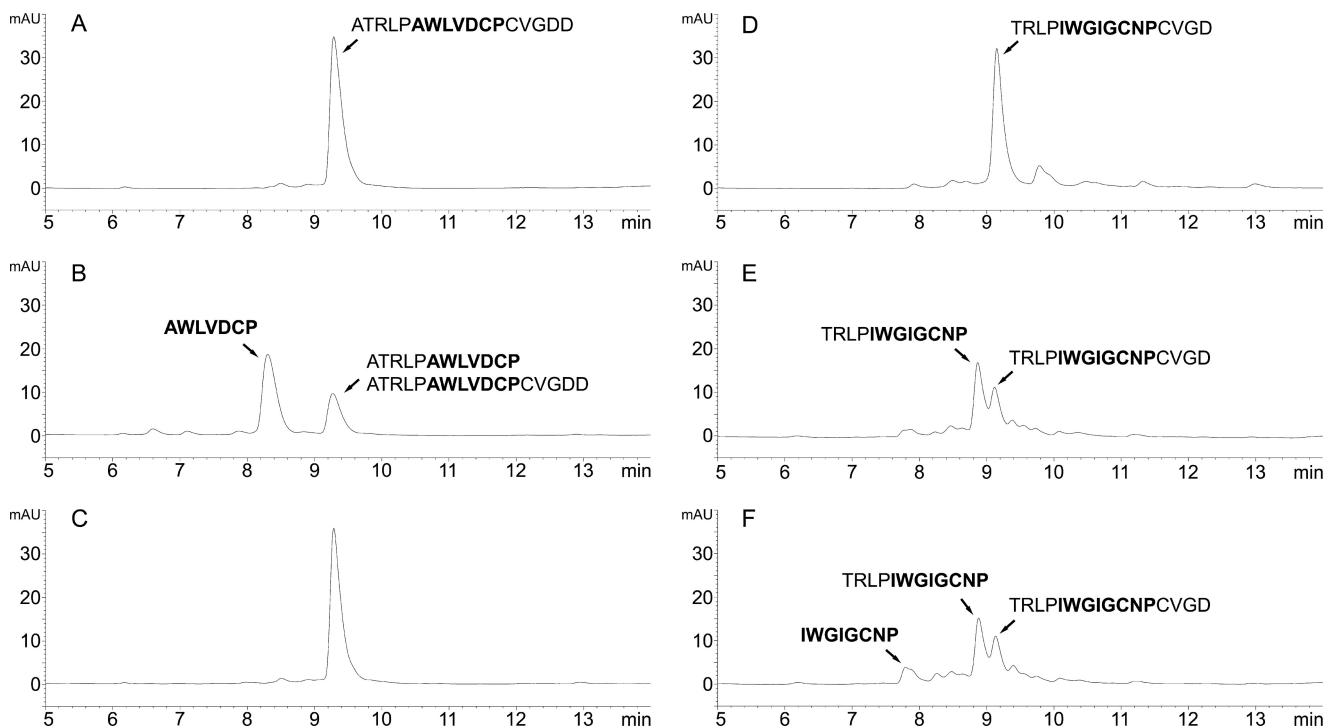 A
mAU
30
20
10
0
ATRLPAWLVDCPCVGDD
5 6 7 8 9 10 11 12 13 min
B
mAU
30
20
10
0
AWLVDCP
ATRLPAWLVDCP
ATRLPAWLVDCPCVGDD
5 6 7 8 9 10 11 12 13 min
C
mAU
30
20
10
0
5 6 7 8 9 10 11 12 13 min
D
mAU
30
20
10
0
TRLPIWGIGCNPCVGD
5 6 7 8 9 10 11 12 13 min
E
mAU
30
20
10
0
TRLPIWGIGCNP
TRLPIWGIGCNPCVGD
5 6 7 8 9 10 11 12 13 min
F
mAU
30
20
10
0
TRLPIWGIGCNP
TRLPIWGIGCNPCVGD
IWGIGCNP
5 6 7 8 9 10 11 12 13 min